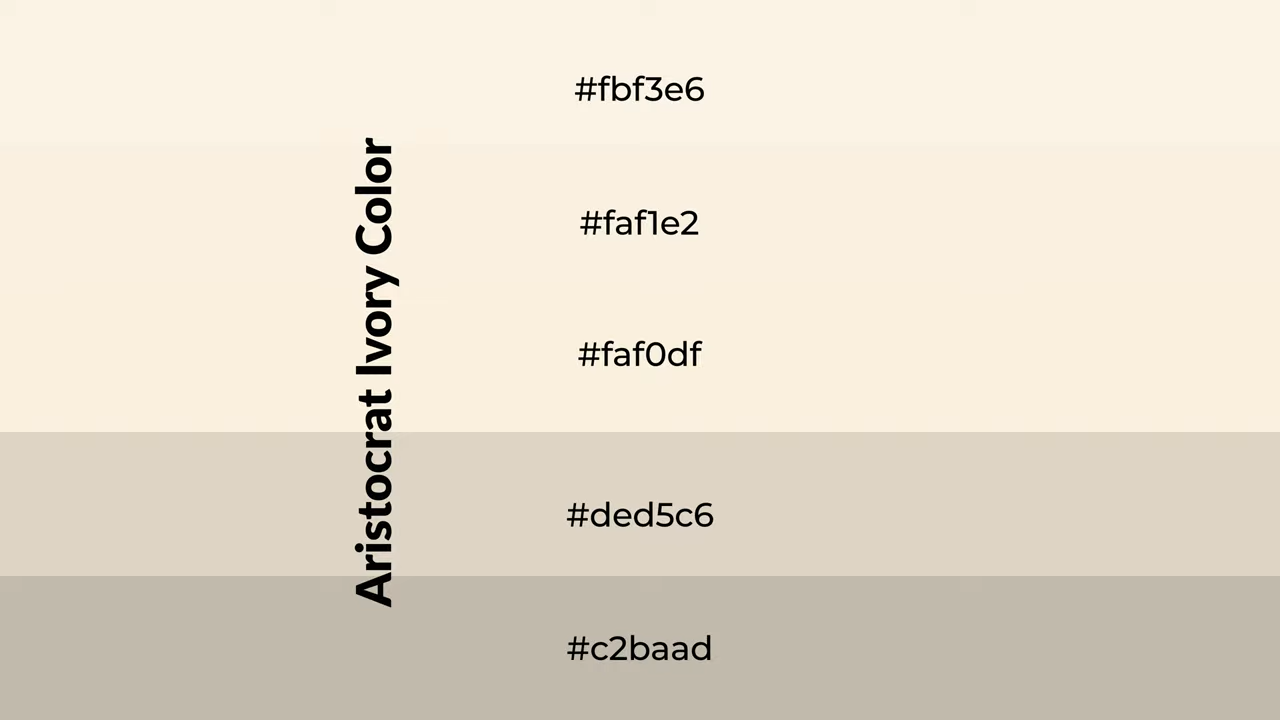 Aristocrat Ivory Color
#fbf3e6
#faf1e2
#faf0df
#ded5c6
#c2baad